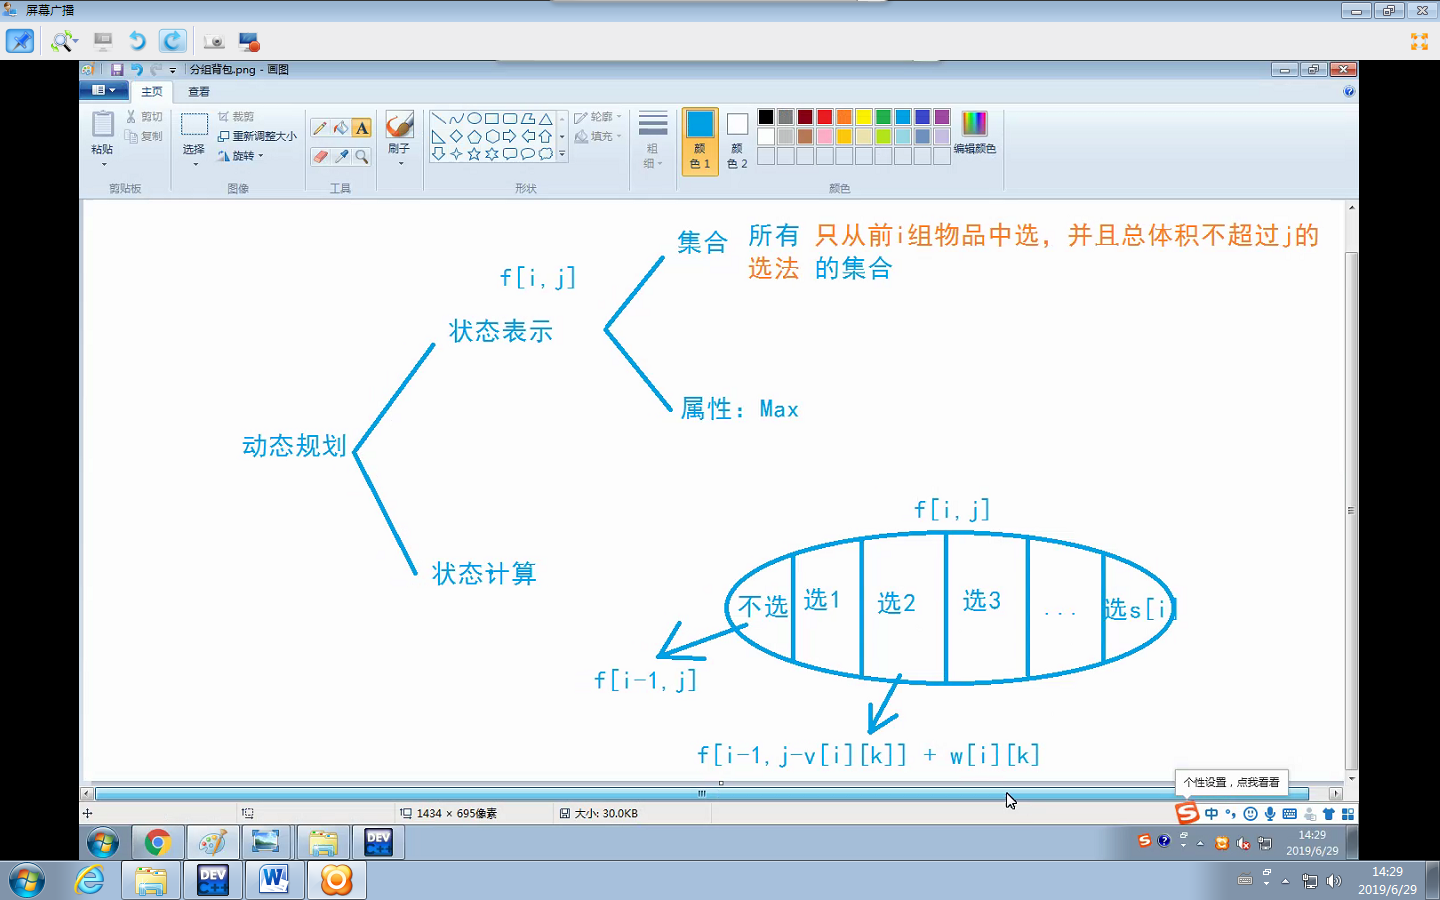 屏幕广播
分组背包.png - 画图
主页
查看
剪切
复制
粘贴
剪贴板
裁剪
重新调整大小
旋转
选择
图像
工具
刷子
形状
轮廓
填充
粗
细
颜
色 1
颜
色 2
编辑颜色
颜色
集合
所有 只从前i组物品中选，并且总体积不超过j的
选法 的集合
f[i,j]
状态表示
属性：Max
动态规划
f[i,j]
状态计算
不选
选1
选2
选3
...
选s[i]
f[i-1,j]
f[i-1,j-v[i][k]] + w[i][k]
个性设置，点我看看
1434 × 695像素
大小: 30.0KB
中
DEV
C++
14:29
2019/6/29
DEV
C++
14:29
2019/6/29